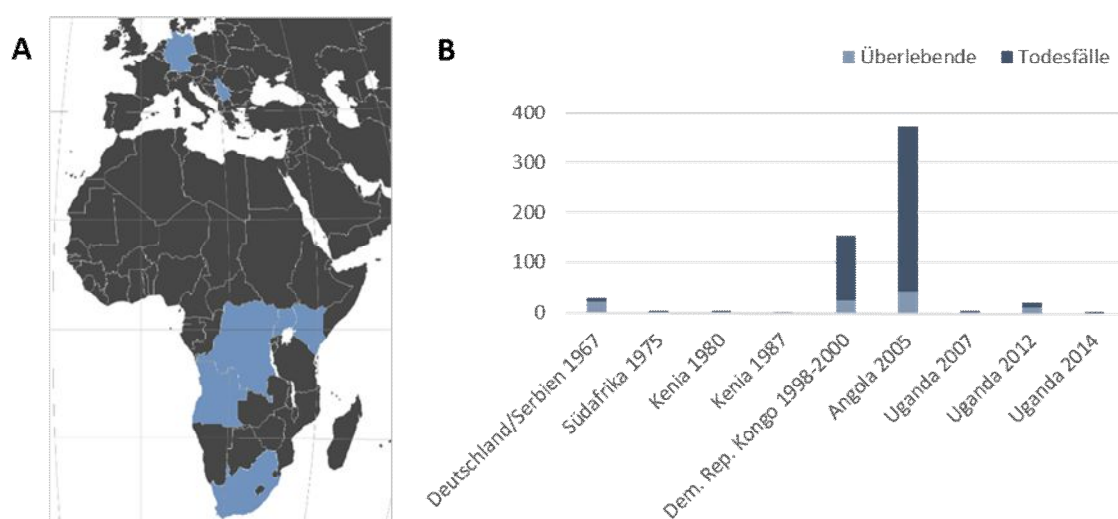 A
B
Überlebende Todesfälle
400
300
200
100
0
Deutschland/Serbien 1967
Südafrika 1975
Kenia 1980
Kenia 1987
Dem. Rep. Kongo 1998-2000
Angola 2005
Uganda 2007
Uganda 2012
Uganda 2014